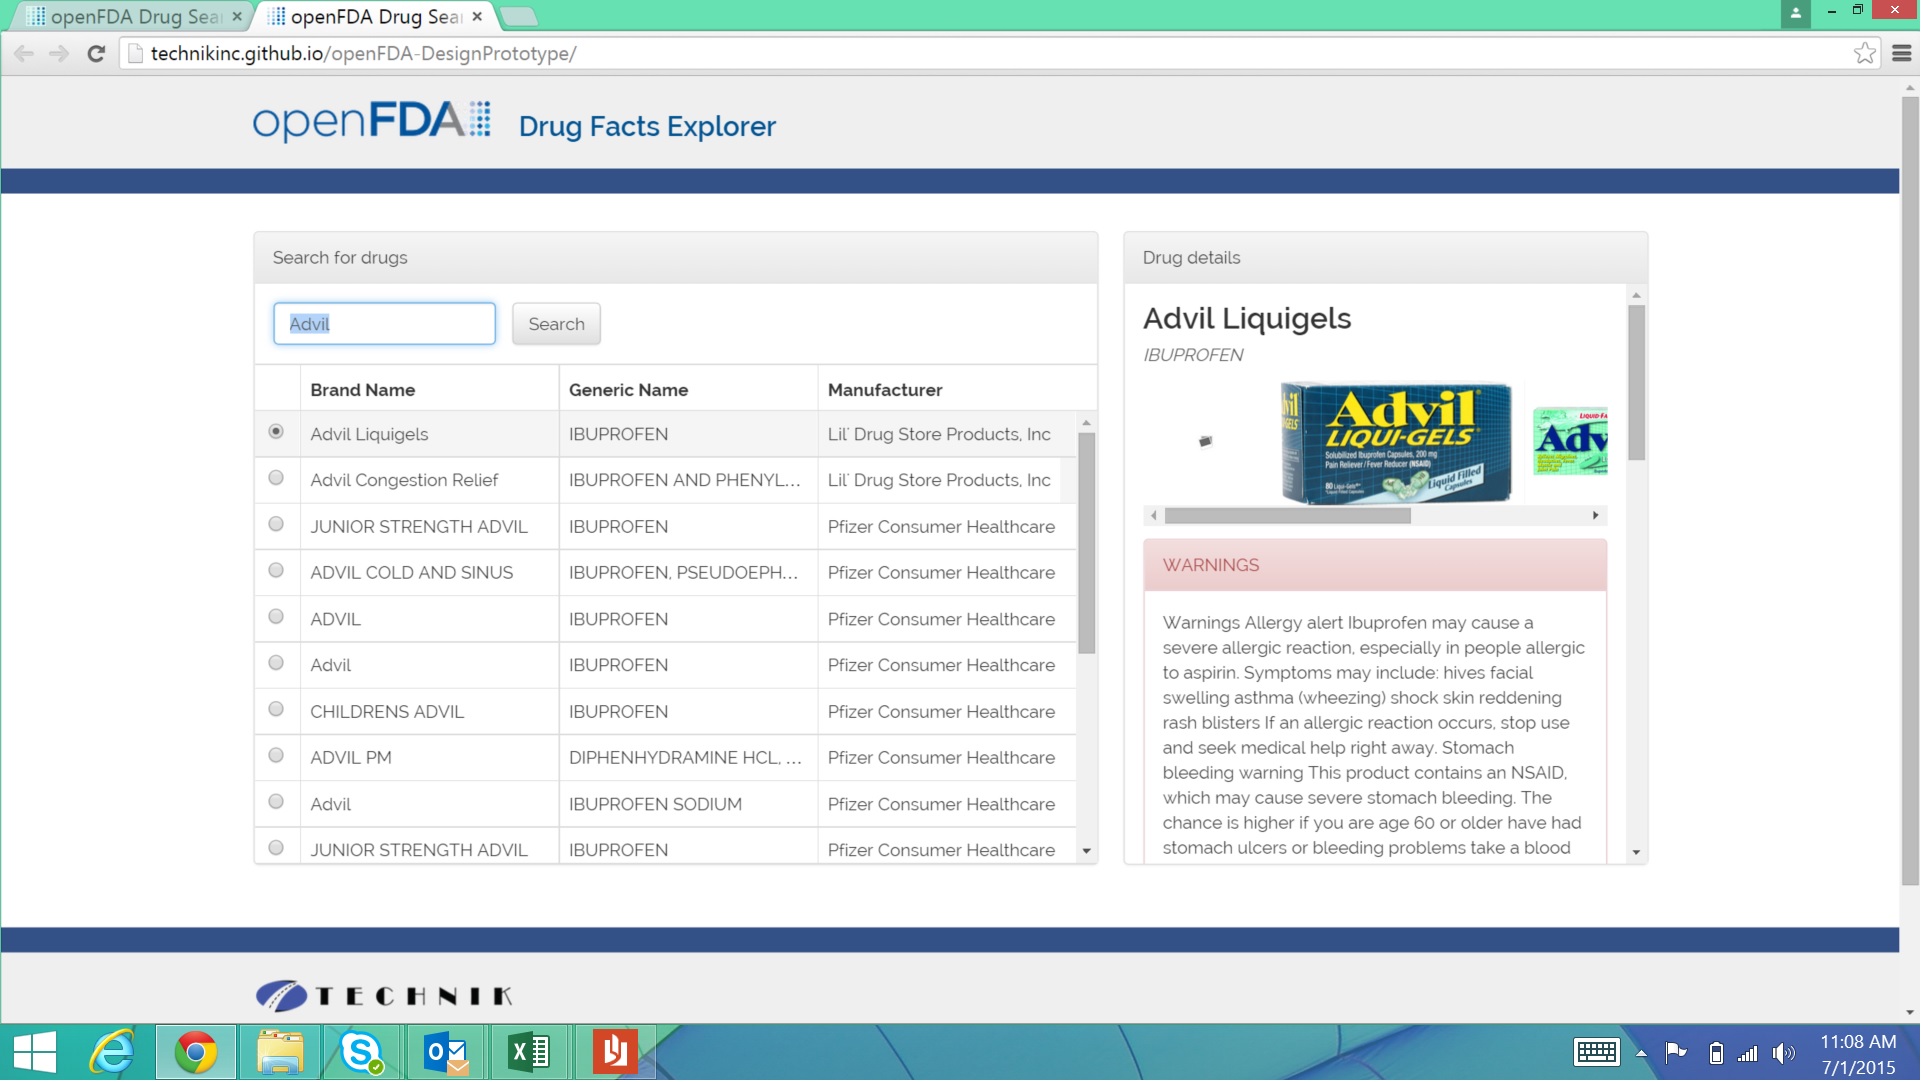 openFDA Drug Sea
openFDA Drug Sea
technikinc.github.io/openFDA-DesignPrototype/
openFDA Drug Facts Explorer
Search for drugs
Advil Search
Brand Name Generic Name Manufacturer
Advil Liquigels IBUPROFEN Lil' Drug Store Products, Inc
Advil Congestion Relief IBUPROFEN AND PHENYL... Lil' Drug Store Products, Inc
JUNIOR STRENGTH ADVIL IBUPROFEN Pfizer Consumer Healthcare
ADVIL COLD AND SINUS IBUPROFEN, PSEUDOEPH... Pfizer Consumer Healthcare
ADVIL IBUPROFEN Pfizer Consumer Healthcare
Advil IBUPROFEN Pfizer Consumer Healthcare
CHILDRENS ADVIL IBUPROFEN Pfizer Consumer Healthcare
ADVIL PM DIPHENHYDRAMINE HCL, ... Pfizer Consumer Healthcare
Advil IBUPROFEN SODIUM Pfizer Consumer Healthcare
JUNIOR STRENGTH ADVIL IBUPROFEN Pfizer Consumer Healthcare
Drug details
Advil Liquigels
IBUPROFEN
Advil
LIQUI-GELS
Solubilized Ibuprofen Capsules, 200 mg
Pain Reliever/Fever Reducer (NSAID)
80 Liqui-Gels
Liquid Filled
Capsules
Adv
WARNINGS
Warnings Allergy alert Ibuprofen may cause a
severe allergic reaction, especially in people allergic
to aspirin. Symptoms may include: hives facial
swelling asthma (wheezing) shock skin reddening
rash blisters If an allergic reaction occurs, stop use
and seek medical help right away. Stomach
bleeding warning This product contains an NSAID,
which may cause severe stomach bleeding. The
chance is higher if you are age 60 or older have had
stomach ulcers or bleeding problems take a blood
TECHNIK
11:08 AM
7/1/2015